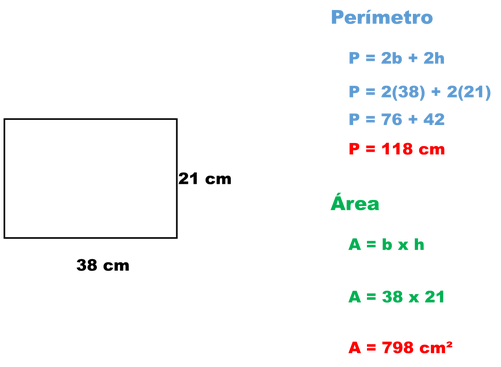 Perímetro
P = 2b + 2h
P = 2(38) + 2(21)
P = 76 + 42
P = 118 cm
21 cm
38 cm
Área
A = b x h
A = 38 x 21
A = 798 cm²